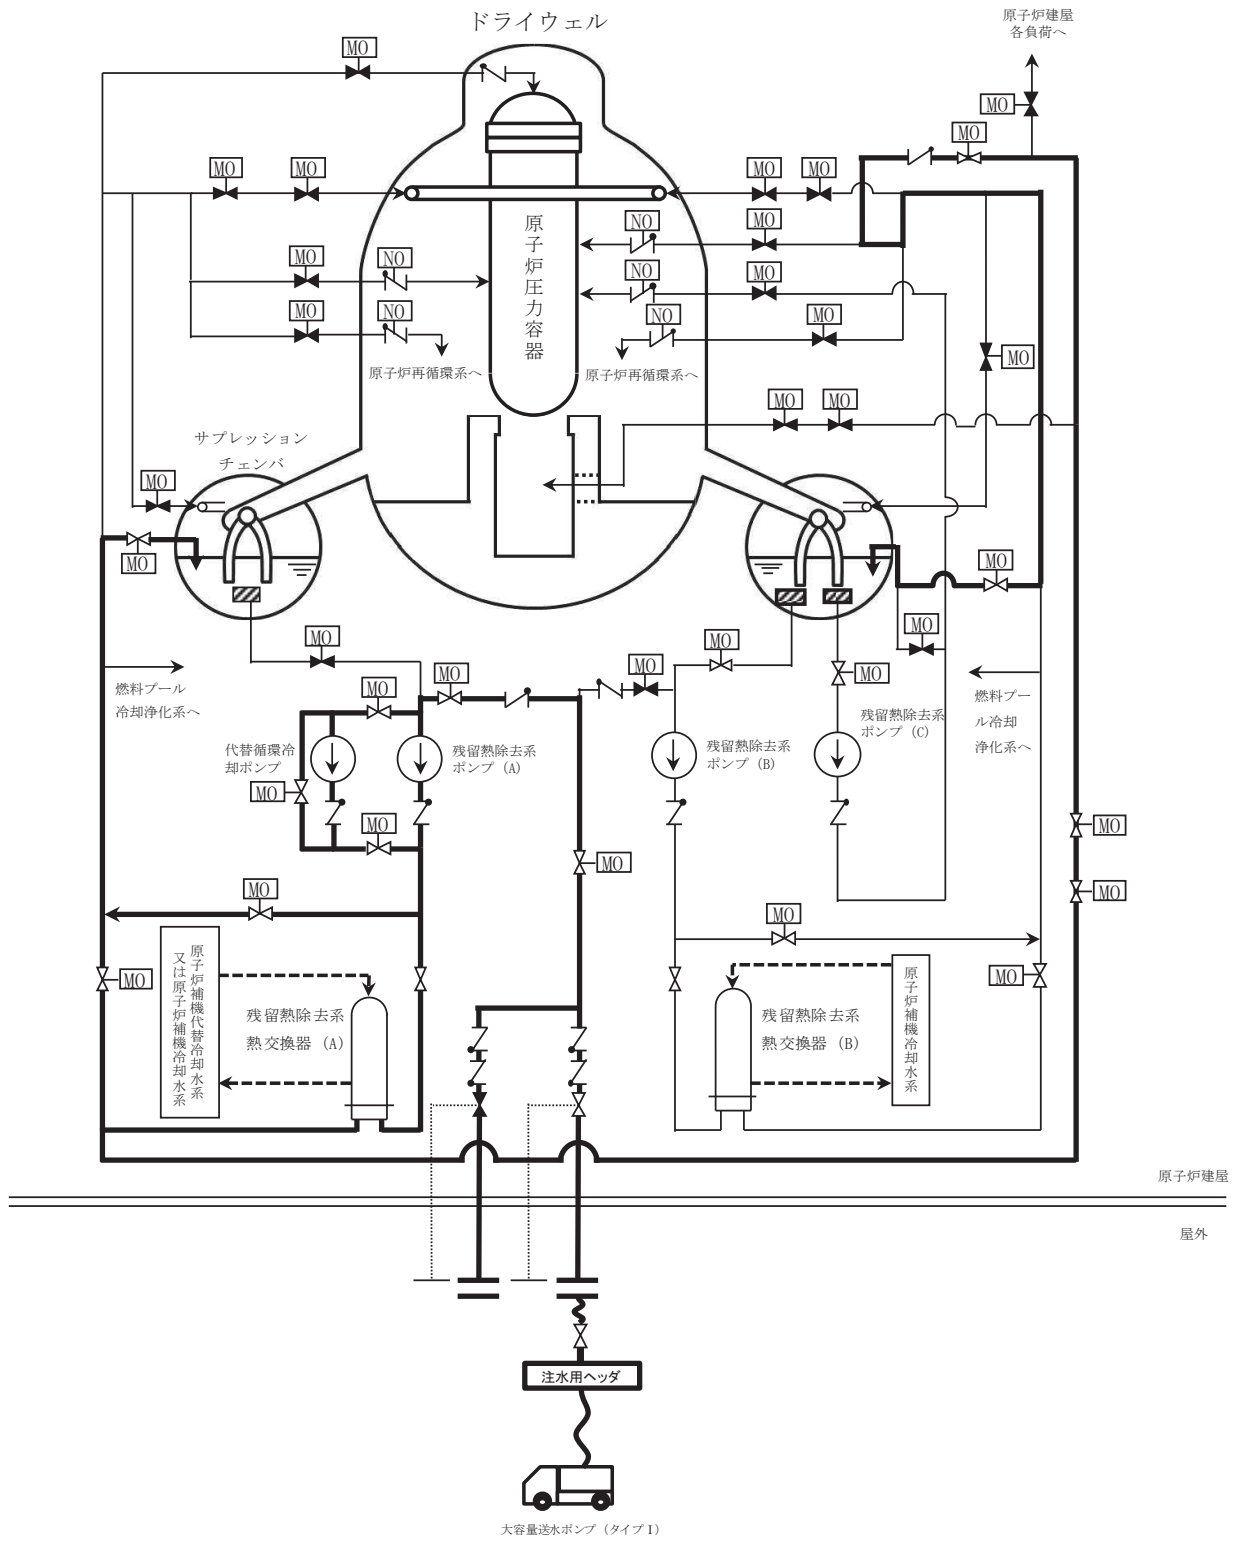 ドライウェル
原子炉建屋
各負荷へ
MO
MO
MO
MO
MO
MO
MO
NO
MO
MO
NO
NO
MO
NO
MO
MO
NO
NO
MO
MO
原子炉圧力容器
原子炉再循環系へ
原子炉再循環系へ
MO
MO
サプレッション
チェンバ
MO
MO
MO
MO
MO
MO
MO
MO
MO
MO
燃料プール
冷却浄化系へ
燃料プー
ル冷却
浄化系へ
代替循環冷
却ポンプ
残留熱除去系
ポンプ（A）
残留熱除去系
ポンプ（B）
残留熱除去系
ポンプ（C）
MO
MO
MO
MO
MO
MO
MO
MO
MO
原子炉補機代替冷却水系
又は原子炉補機冷却水系
残留熱除去系
熱交換器（A）
残留熱除去系
熱交換器（B）
原子炉補機冷却水系
原子炉建屋
屋外
注水用ヘッダ
大容量送水ポンプ（タイプⅠ）